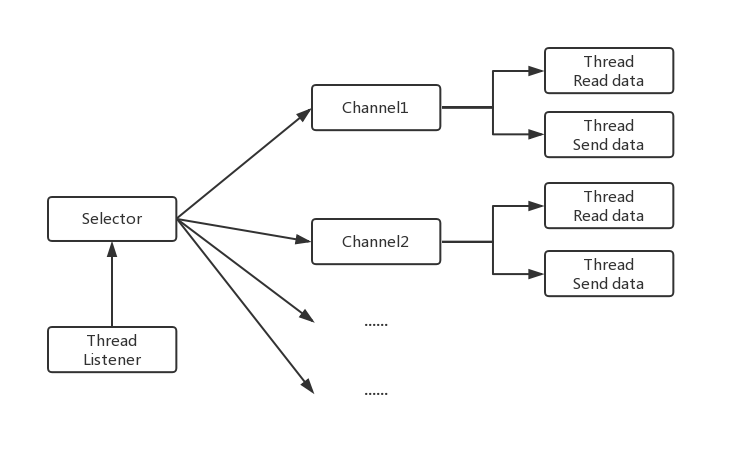 Thread
Read data
Channel1
Thread
Send data
Thread
Read data
Selector
Channel2
Thread
Send data
......
Thread
Listener
......